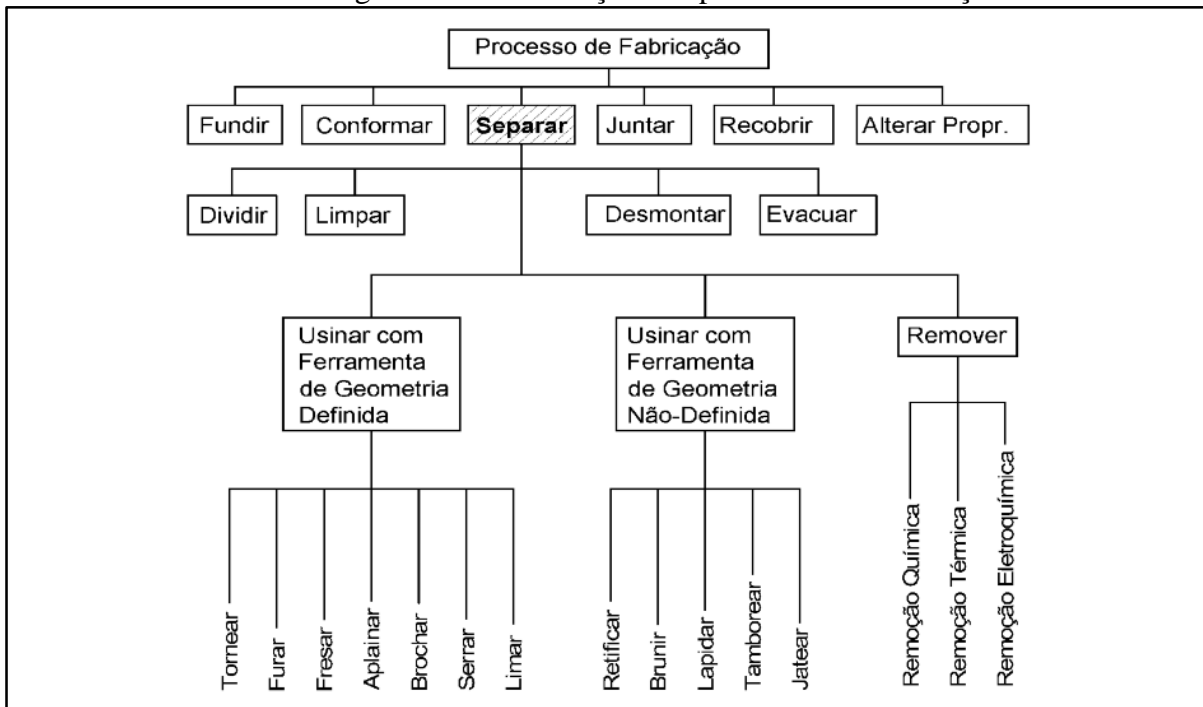 Processo de Fabricação
Fundir
Conformar
Separar
Juntar
Recobrir
Alterar Propr.
Dividir
Limpar
Desmontar
Evacuar
Usinar com
Ferramenta
de Geometria
Definida
Usinar com
Ferramenta
de Geometria
Não-Definida
Remover
Tornear
Furar
Fresar
Aplainar
Brochar
Serrar
Limar
Retificar
Brunir
Lapidar
Tamborear
Jatear
Remoção Química
Remoção Térmica
Remoção Eletroquímica